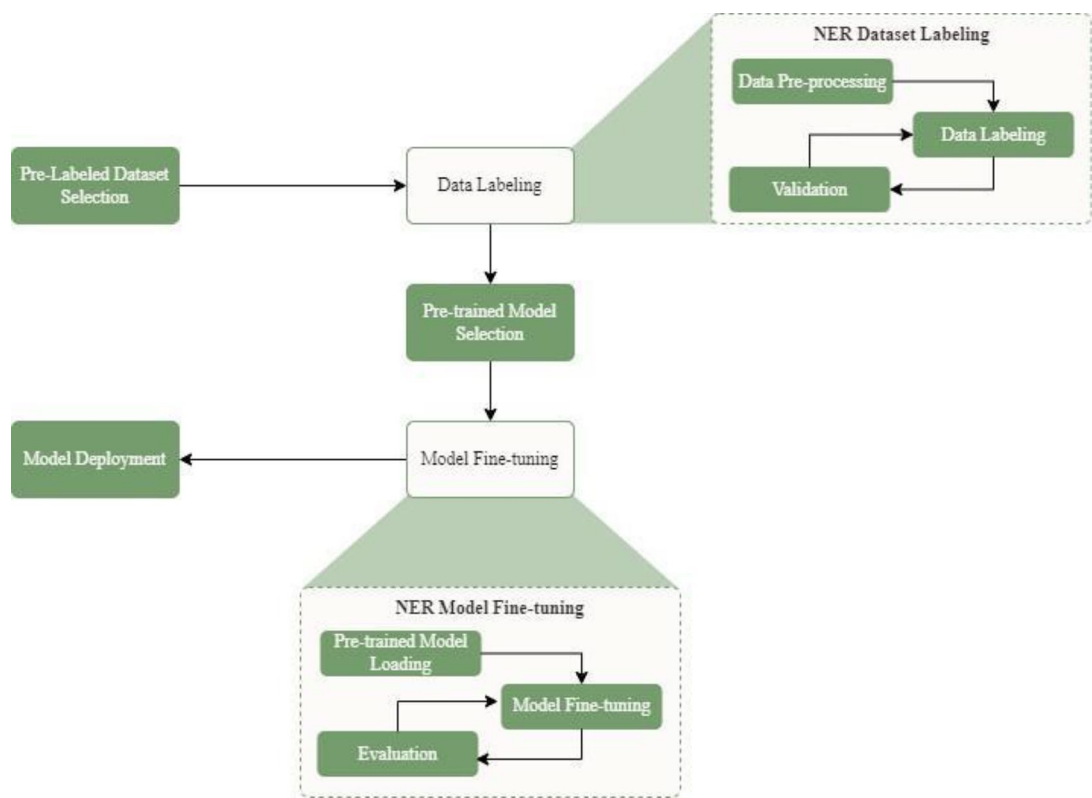 NER Dataset Labeling
Data Pre-processing
Data Labeling
Validation
Pre-Labeled Dataset
Selection
Data Labeling
Pre-trained Model
Selection
Model Deployment
Model Fine-tuning
NER Model Fine-tuning
Pre-trained Model
Loading
Model Fine-tuning
Evaluation